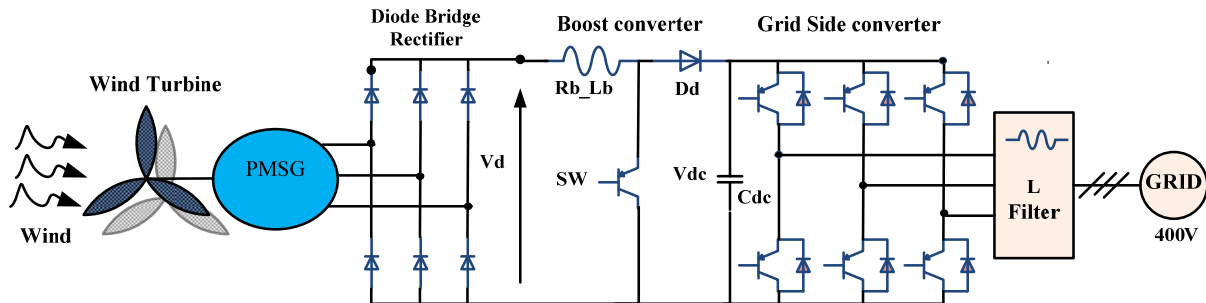 Diode Bridge
Rectifier
Boost converter
Grid Side converter
Wind Turbine
Rb_Lb
Dd
PMSG
Vd
SW
Vdc
Cdc
L
Filter
GRID
400V
Wind